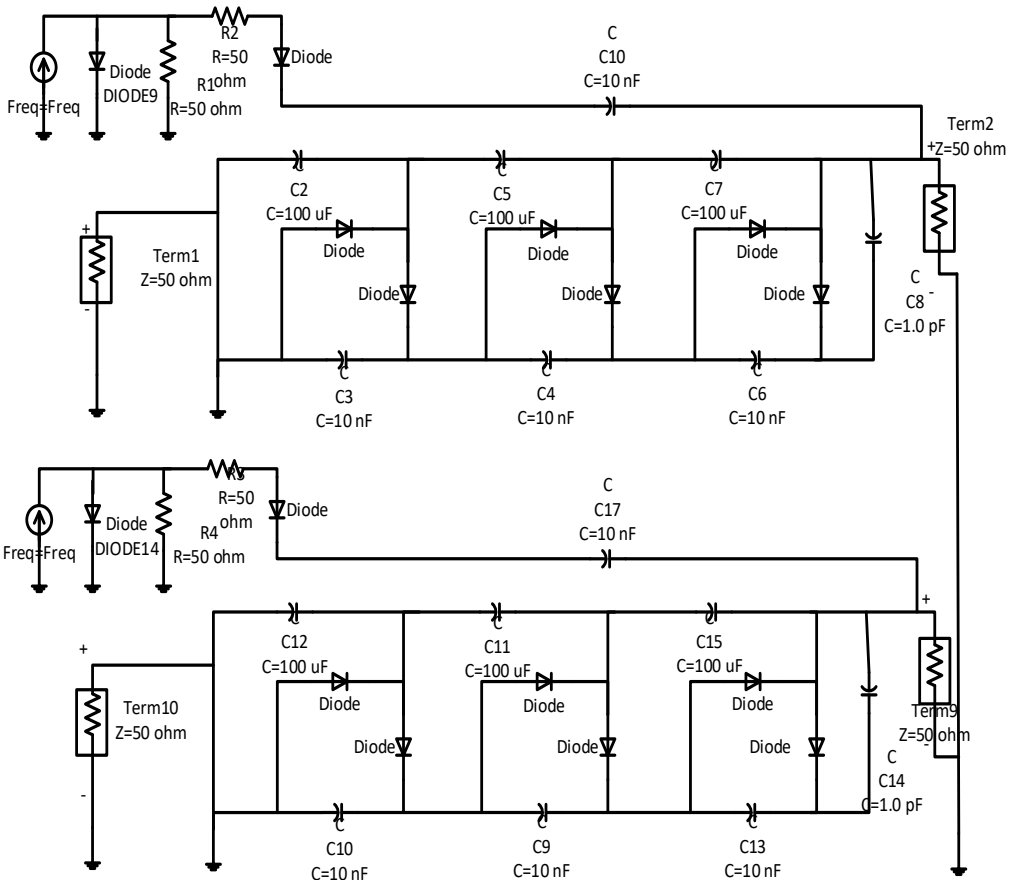 R2
R=50
ohm
Diode
C
C10
C=10 nF
Diode
DIODE9
R1
R=50 ohm
Freq=Freq
Term2
+
Z=50 ohm
-
C
C2
C=100 uF
C
C5
C=100 uF
C
C7
C=100 uF
+
Term1
Z=50 ohm
-
Diode
Diode
Diode
Diode
Diode
Diode
C
C8
C=1.0 pF
C
C3
C=10 nF
C
C4
C=10 nF
C
C6
C=10 nF
R3
R=50
ohm
Diode
C
C17
C=10 nF
Diode
DIODE14
R4
R=50 ohm
Freq=Freq
+
C
C12
C=100 uF
C
C11
C=100 uF
C
C15
C=100 uF
+
Term10
Z=50 ohm
-
Diode
Diode
Diode
Term9
Z=50 ohm
-
Diode
Diode
Diode
C
C14
C=1.0 pF
C
C10
C=10 nF
C
C9
C=10 nF
C
C13
C=10 nF